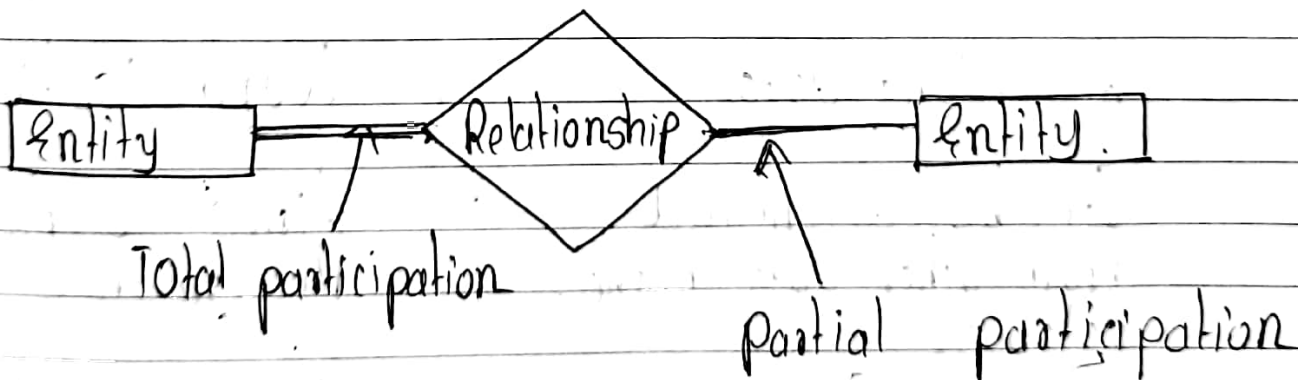 Entity Relationship Entity.
Total participation
Partial participation